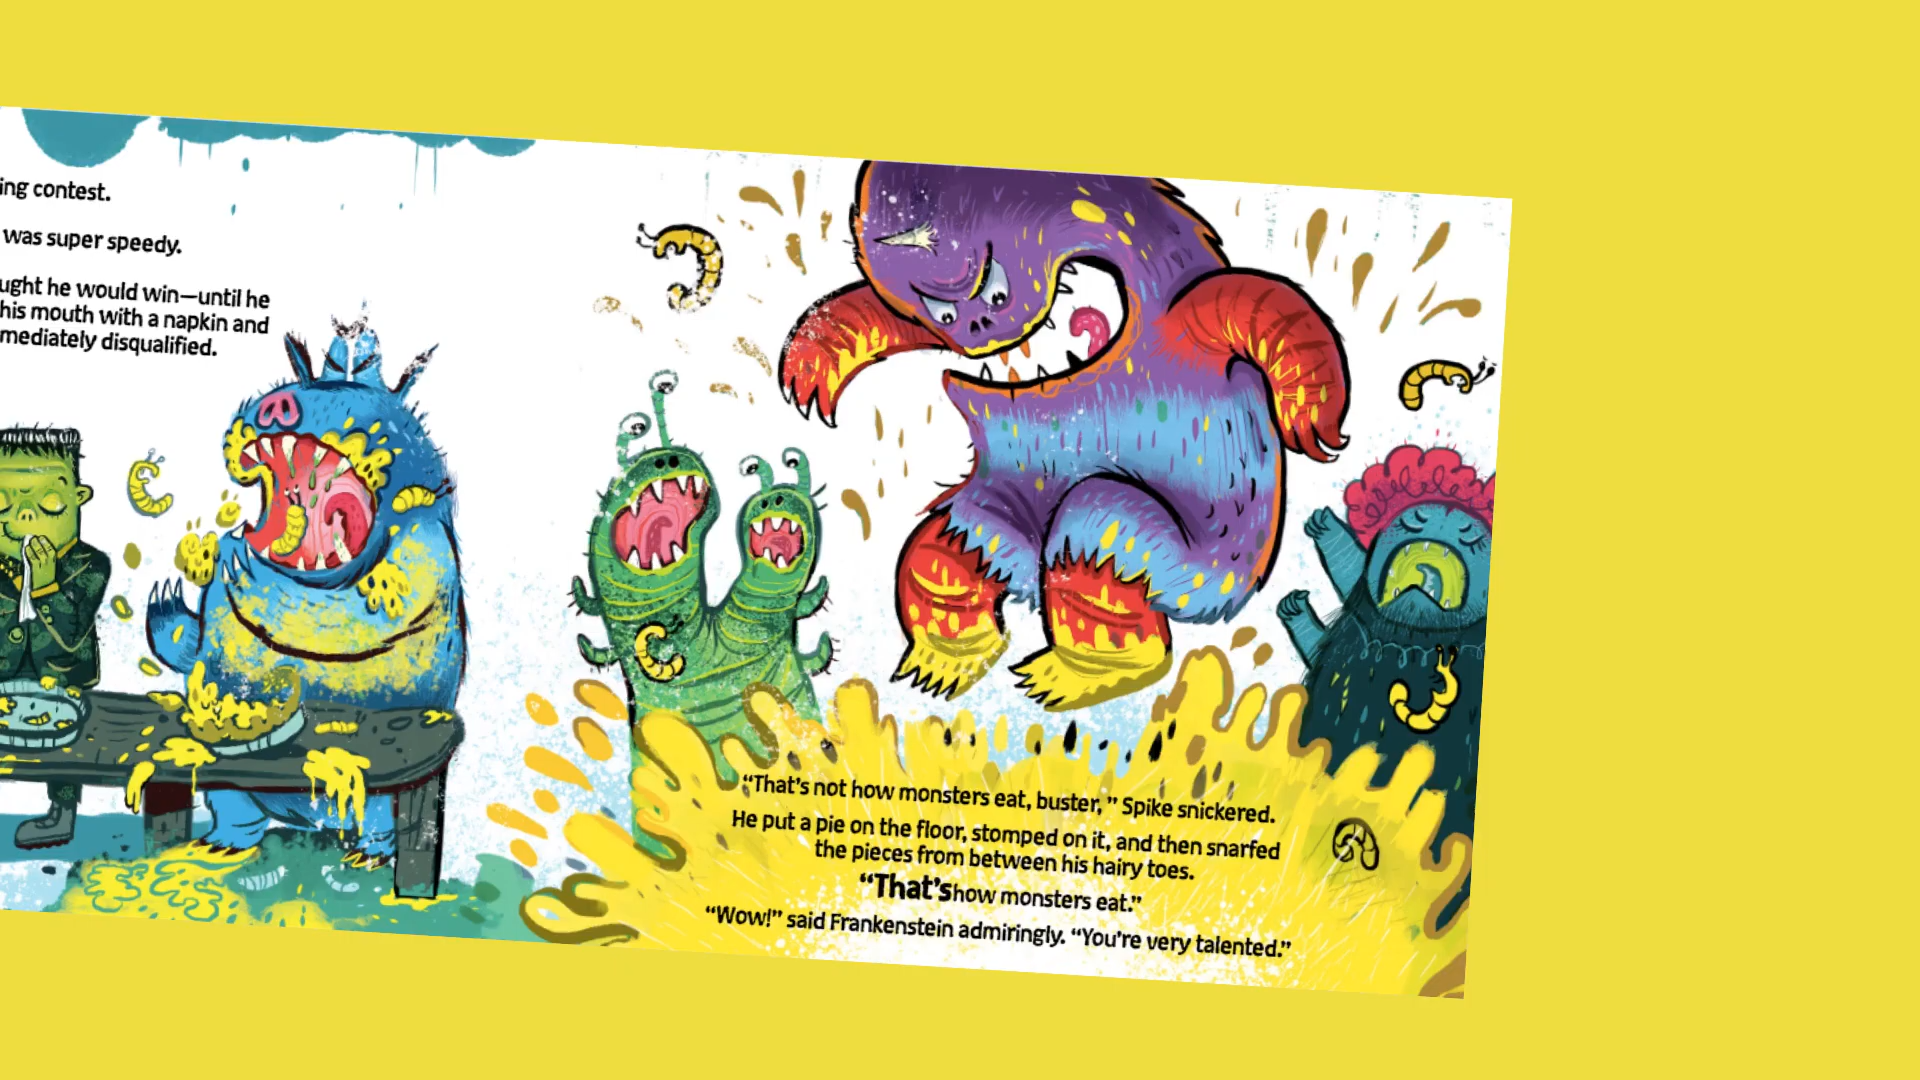 ing contest.
was super speedy.
ught he would win—until he
his mouth with a napkin and
mediately disqualified.
“That’s not how monsters eat, buster,” Spike snickered.
He put a pie on the floor, stomped on it, and then snarfed
the pieces from between his hairy toes.
“That’s how monsters eat.”
“Wow!” said Frankenstein admiringly. “You’re very talented.”